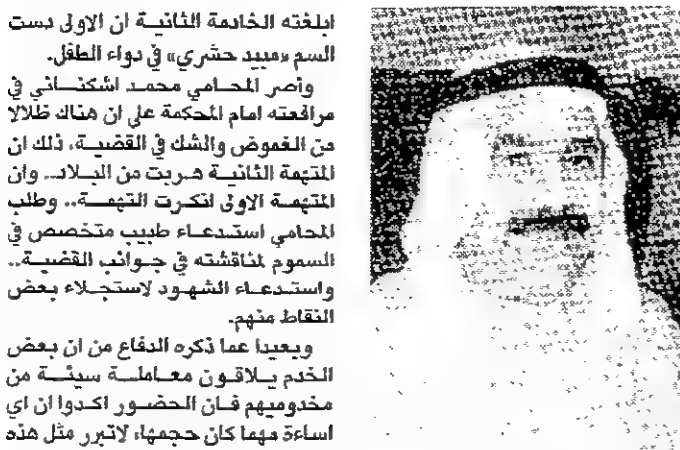 ابلغته الخادمة الثانية ان الاولى دست
السم «مبيد حشري» في دواء الطفل.
وأصر المحامي محمد اشكناني في
مرافعته امام المحكمة على ان هناك ظلالا
من الغموض والشك في القضية، ذلك ان
المتهمة الثانية هربت من البلاد.. وان
المتهمة الاولى انكرت التهمة.. وطلب
المحامي استدعاء طبيب متخصص في
السموم لمناقشته في جوانب القضية..
واستدعاء الشهود لاستجلاء بعض
النقاط منهم.
وبعيدا عما ذكره الدفاع من ان بعض
الخدم يلاقون معاملة سيئة من
مخدوميهم فان الحضور اكدوا ان اي
اساءة مهما كان حجمها، لاتبرر مثل هذه